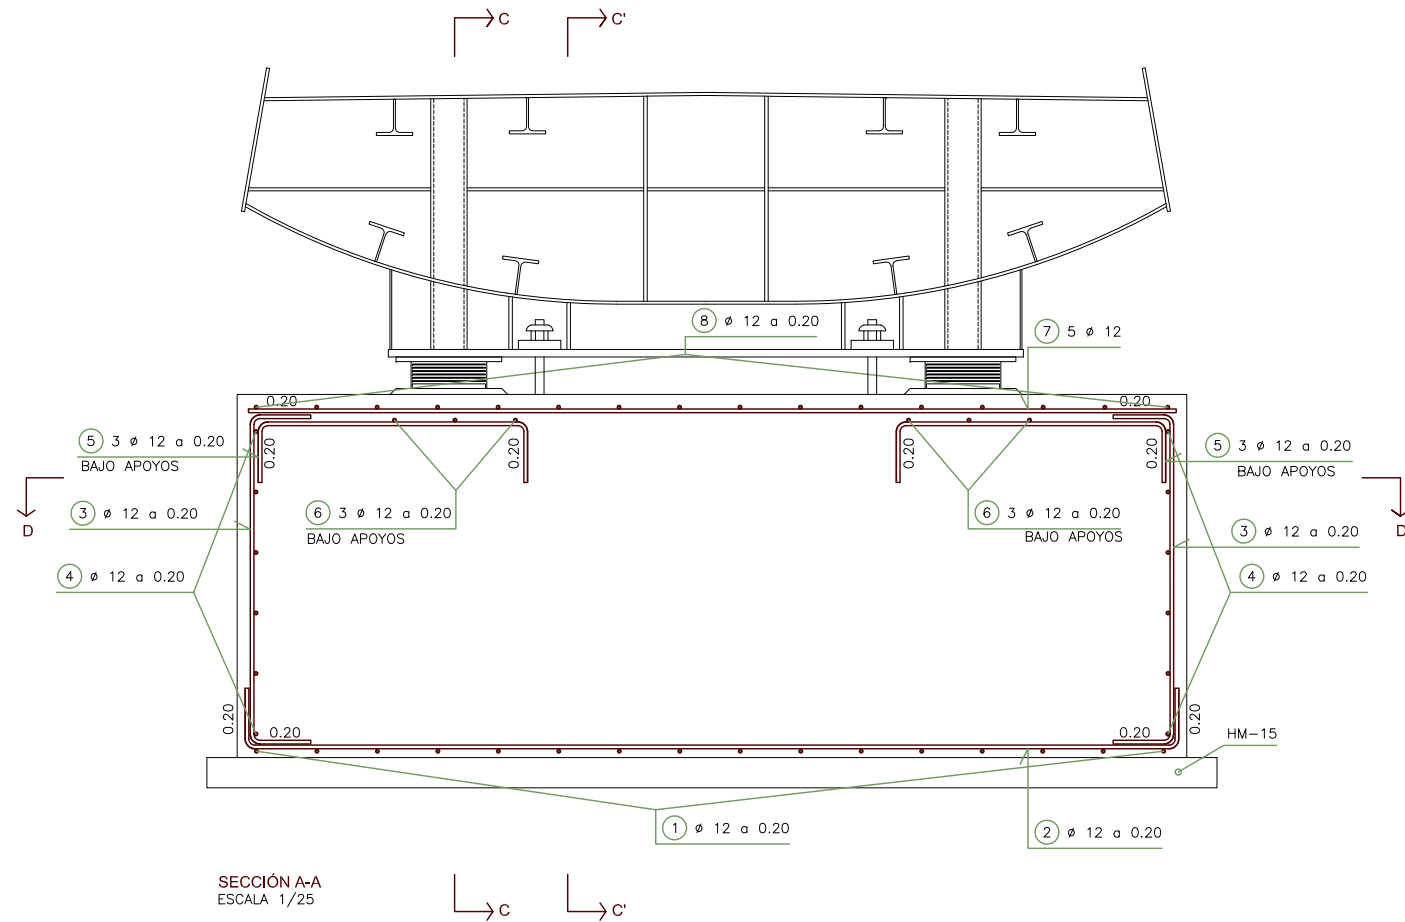 C
C'
8 ø 12 a 0.20
7 5 ø 12
0.20
0.20
5 3 ø 12 a 0.20
BAJO APOYOS
0.20
0.20
0.20
0.20
5 3 ø 12 a 0.20
BAJO APOYOS
D
3 ø 12 a 0.20
6 3 ø 12 a 0.20
BAJO APOYOS
6 3 ø 12 a 0.20
BAJO APOYOS
3 ø 12 a 0.20
D
4 ø 12 a 0.20
4 ø 12 a 0.20
0.20
0.20
0.20
0.20
HM-15
1 ø 12 a 0.20
2 ø 12 a 0.20
SECCIÓN A-A
ESCALA 1/25
C
C'